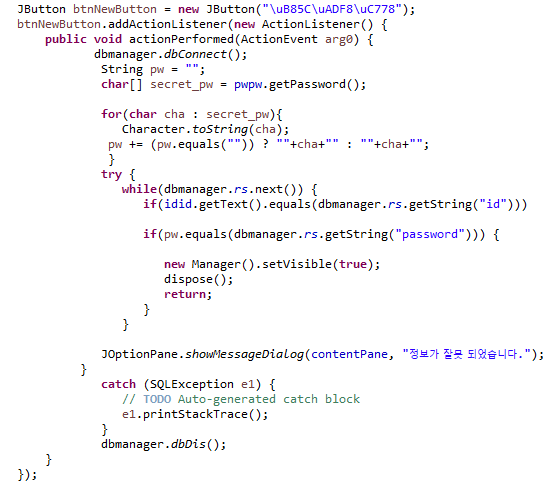 JButton btnNewButton = new JButton("\uB85C\uADF8\uC778");
btnNewButton.addActionListener(new ActionListener() {
public void actionPerformed(ActionEvent arg0) {
dbmanager.dbConnect();
String pw = "";
char[] secret_pw = pwpw.getPassword();
for(char cha : secret_pw){
Character.toString(cha);
pw += (pw.equals("")) ? ""+cha+"" : ""+cha+"";
}
try {
while(dbmanager.rs.next()) {
if(idid.getText().equals(dbmanager.rs.getString("id")))
if(pw.equals(dbmanager.rs.getString("password"))) {
new Manager().setVisible(true);
dispose();
return;
}
}
JOptionPane.showMessageDialog(contentPane, "정보가 잘못 되었습니다.");
}
catch (SQLException e1) {
// TODO Auto-generated catch block
e1.printStackTrace();
}
dbmanager.dbDis();
}
});